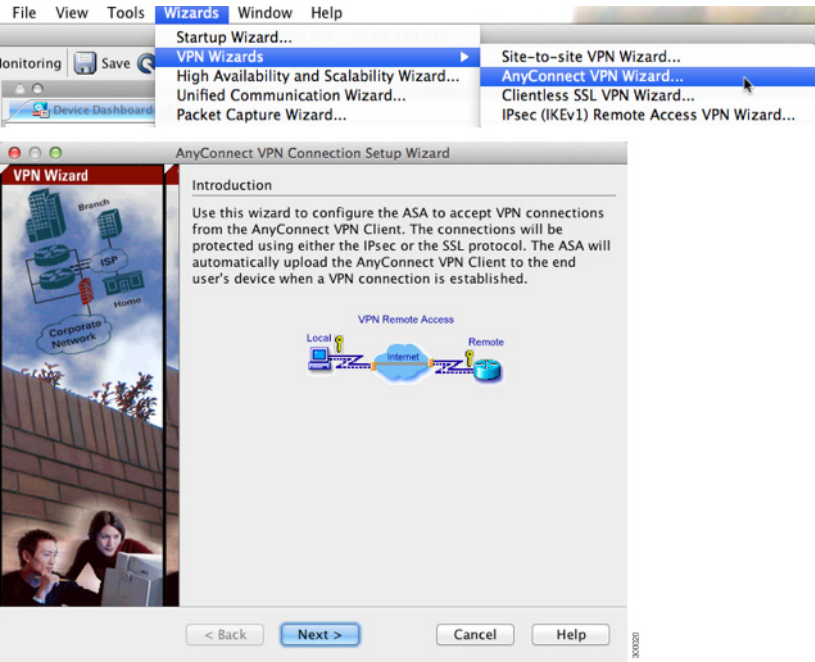 File View Tools Wizards Window Help
Startup Wizard...
VPN Wizards
High Availability and Scalability Wizard...
Unified Communication Wizard...
Packet Capture Wizard...
Site-to-site VPN Wizard...
AnyConnect VPN Wizard...
Clientless SSL VPN Wizard...
IPsec (IKEv1) Remote Access VPN Wizard...
onitoring Save
Device Dashboard
AnyConnect VPN Connection Setup Wizard
VPN Wizard
Branch
ISP
Home
Corporate
Network
Introduction
Use this wizard to configure the ASA to accept VPN connections
from the AnyConnect VPN Client. The connections will be
protected using either the IPsec or the SSL protocol. The ASA will
automatically upload the AnyConnect VPN Client to the end
user's device when a VPN connection is established.
VPN Remote Access
Local
Internet
Remote
< Back Next > Cancel Help
300020